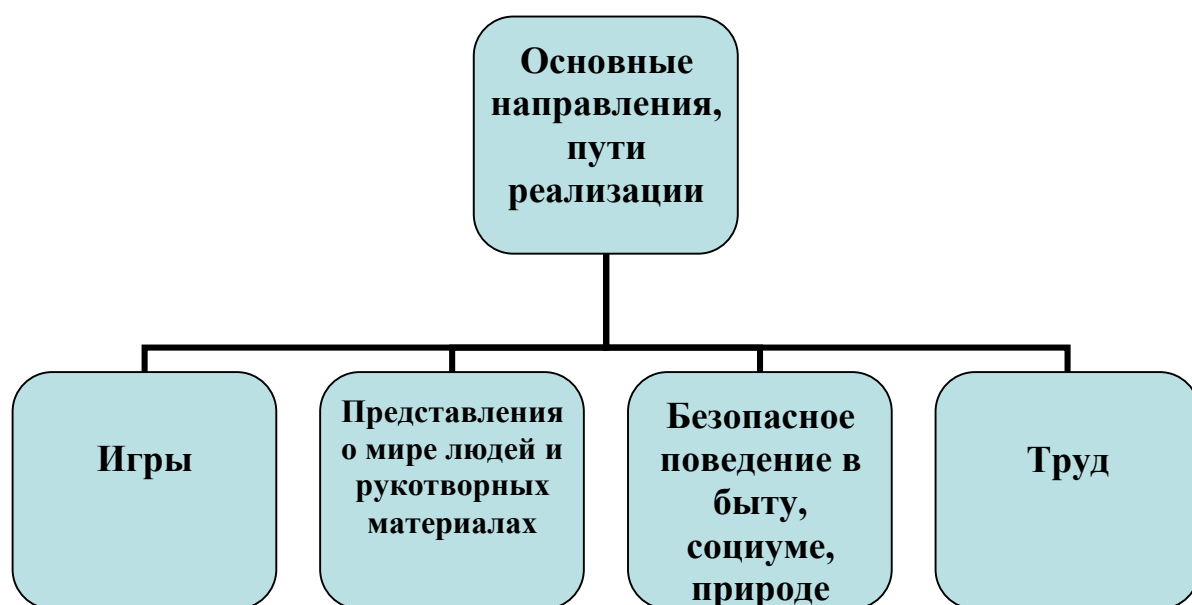 Основные
направления,
пути
реализации
Игры
Представления
о мире людей и
рукотворных
материалах
Безопасное
поведение в
быту,
социуме,
природе
Труд